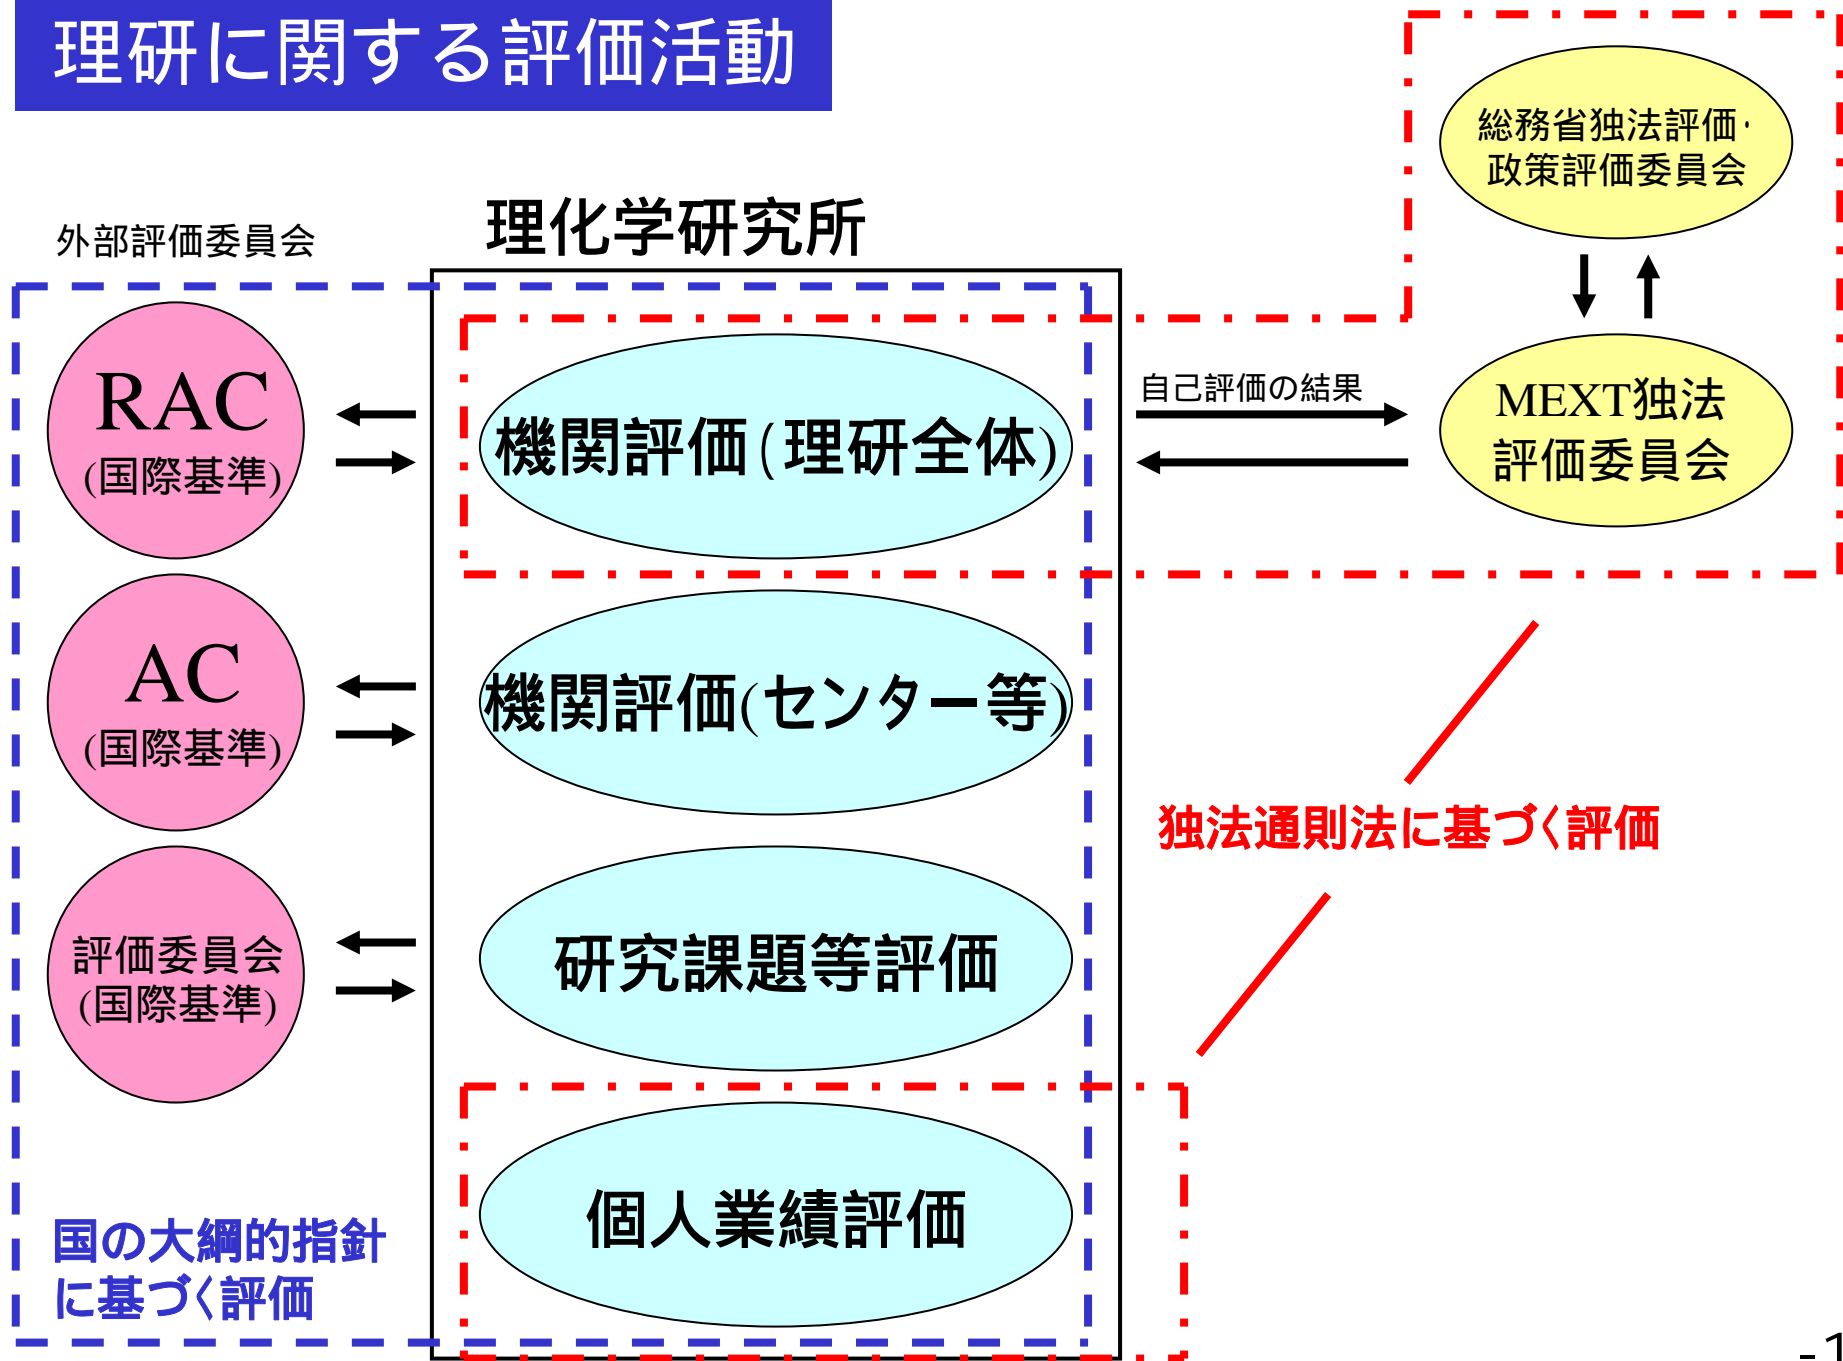 理研に関する評価活動
総務省独法評価・
政策評価委員会
理化学研究所
外部評価委員会
RAC
(国際基準)
機関評価(理研全体)
自己評価の結果
MEXT独法
評価委員会
AC
(国際基準)
機関評価(センター等)
独法通則法に基づく評価
評価委員会
(国際基準)
研究課題等評価
個人業績評価
国の大綱的指針
に基づく評価
-1